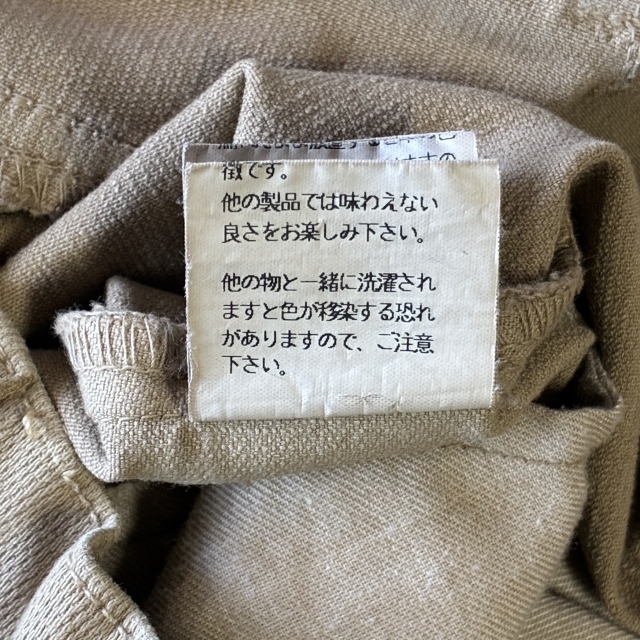 徴です。
他の製品では味わえない
良さをお楽しみ下さい。
他の物と一緒に洗濯され
ますと色が移染する恐れ
がありますので、ご注意
下さい。